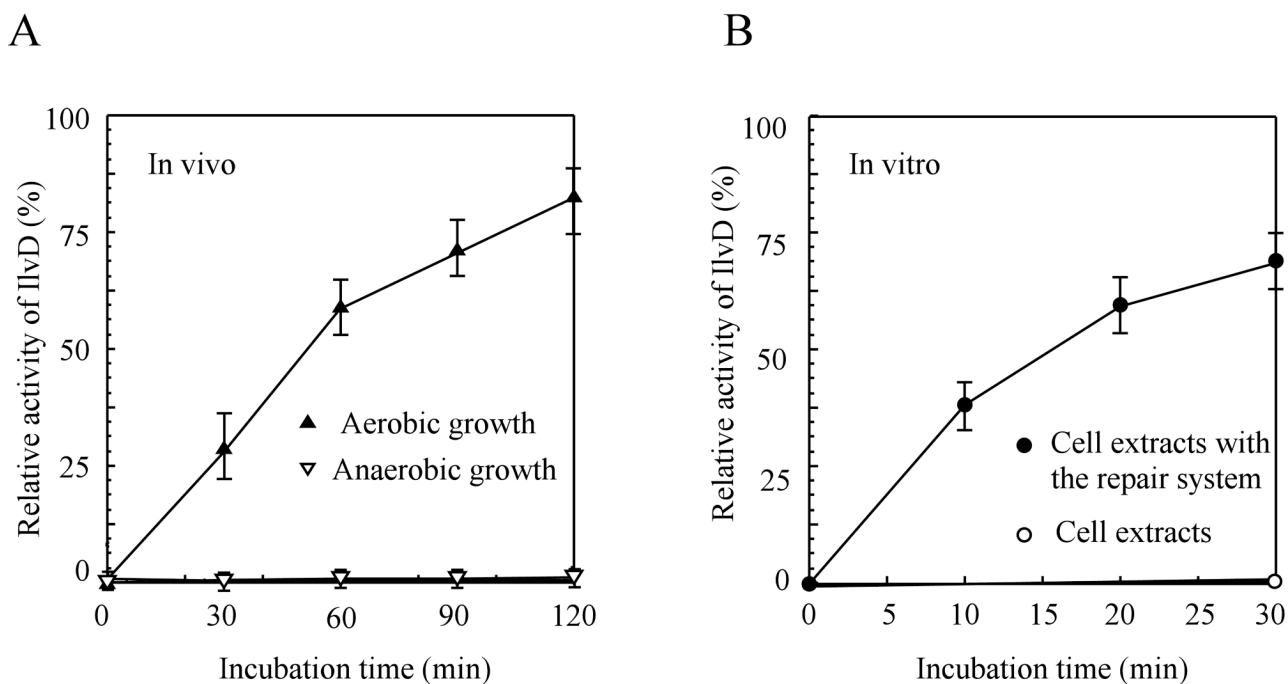 A
Relative activity of IlvD (%)
100
75
50
25
0
In vivo
Aerobic growth
Anaerobic growth
0 30 60 90 120
Incubation time (min)
B
Relative activity of IlvD (%)
100
75
50
25
0
In vitro
Cell extracts with
the repair system
Cell extracts
0 5 10 15 20 25 30
Incubation time (min)